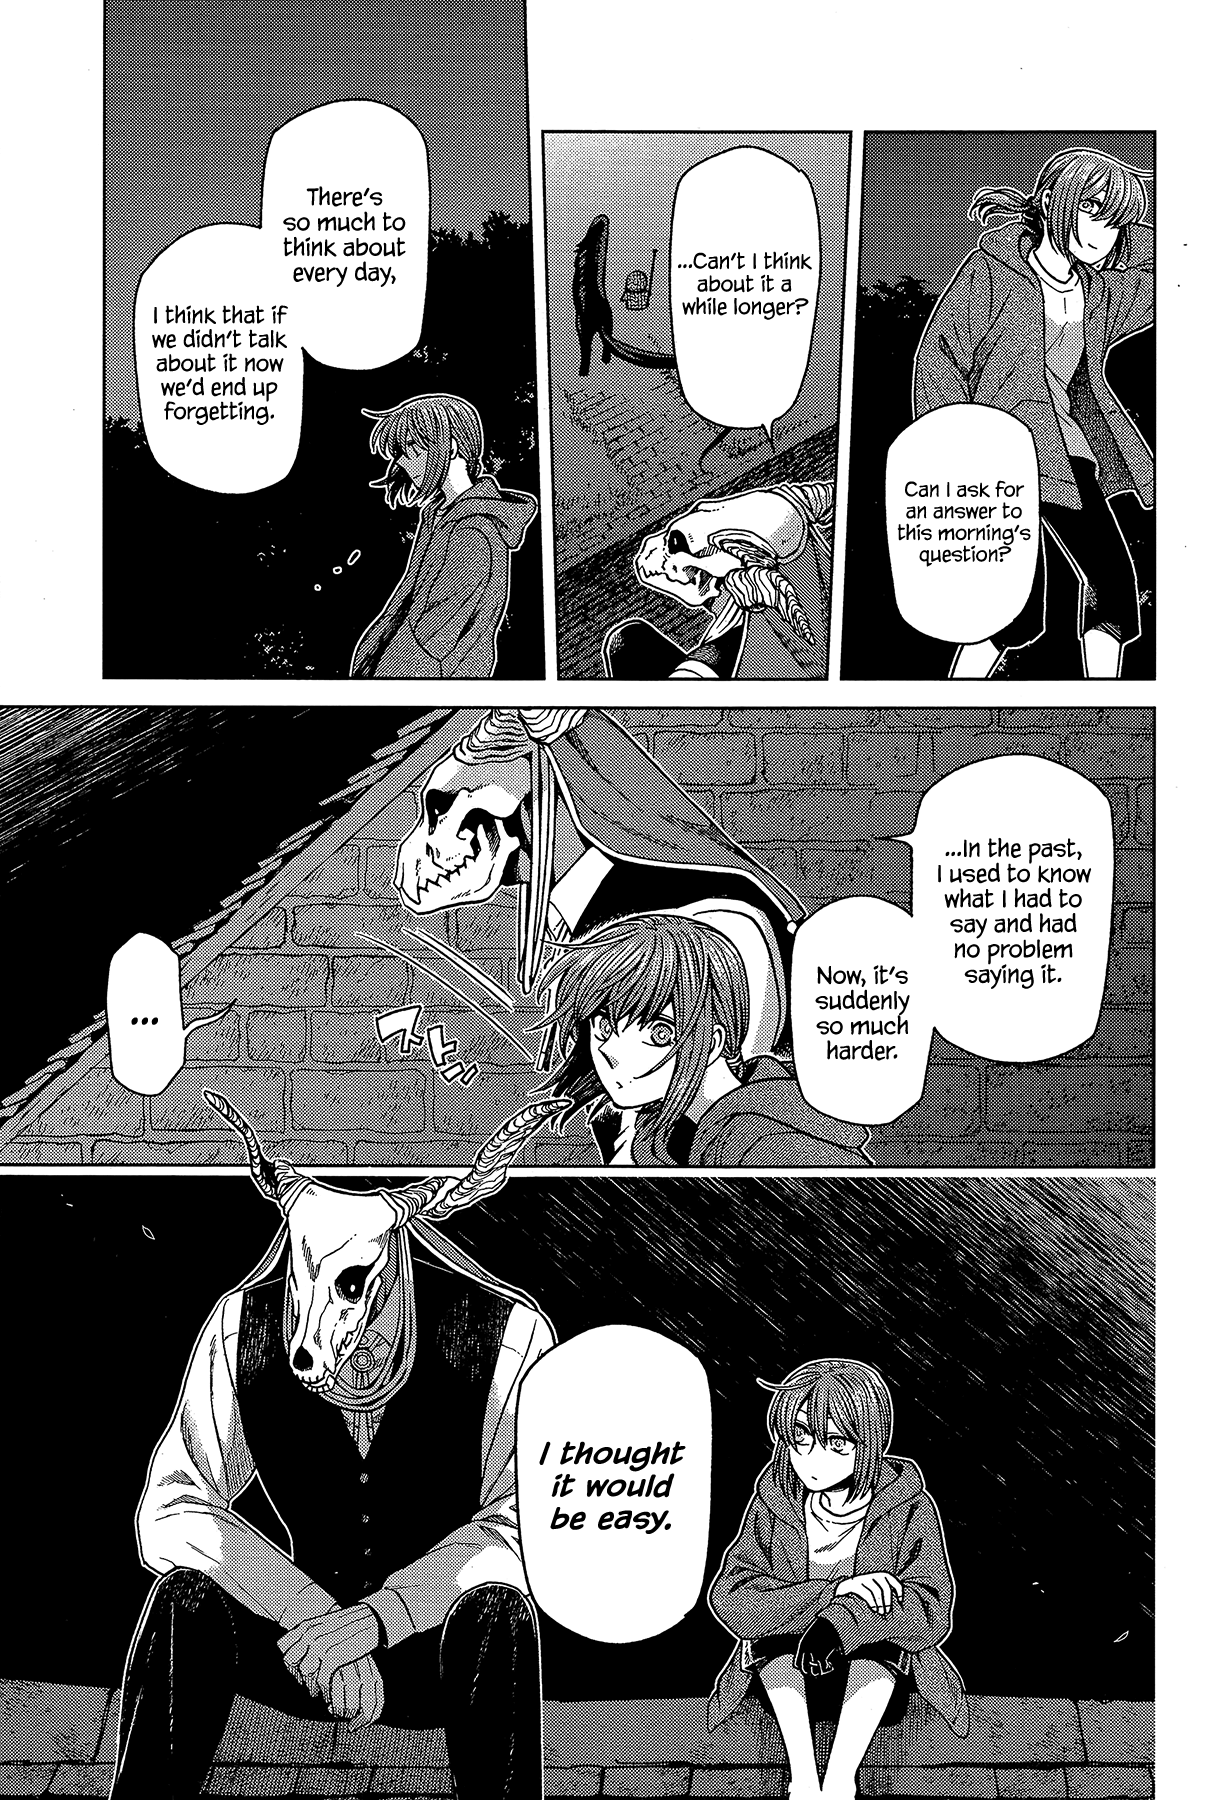 Can I ask for
an answer to
this morning's
question?
...Can't I think
about it a
while longer?
There's
so much to
think about
every day,
I think that if
we didn't talk
about it now
we'd end up
forgetting.
...In the past,
I used to know
what I had to
say and had
no problem
saying it.
Now, it's
suddenly
so much
harder.
...
I thought
it would
be easy.